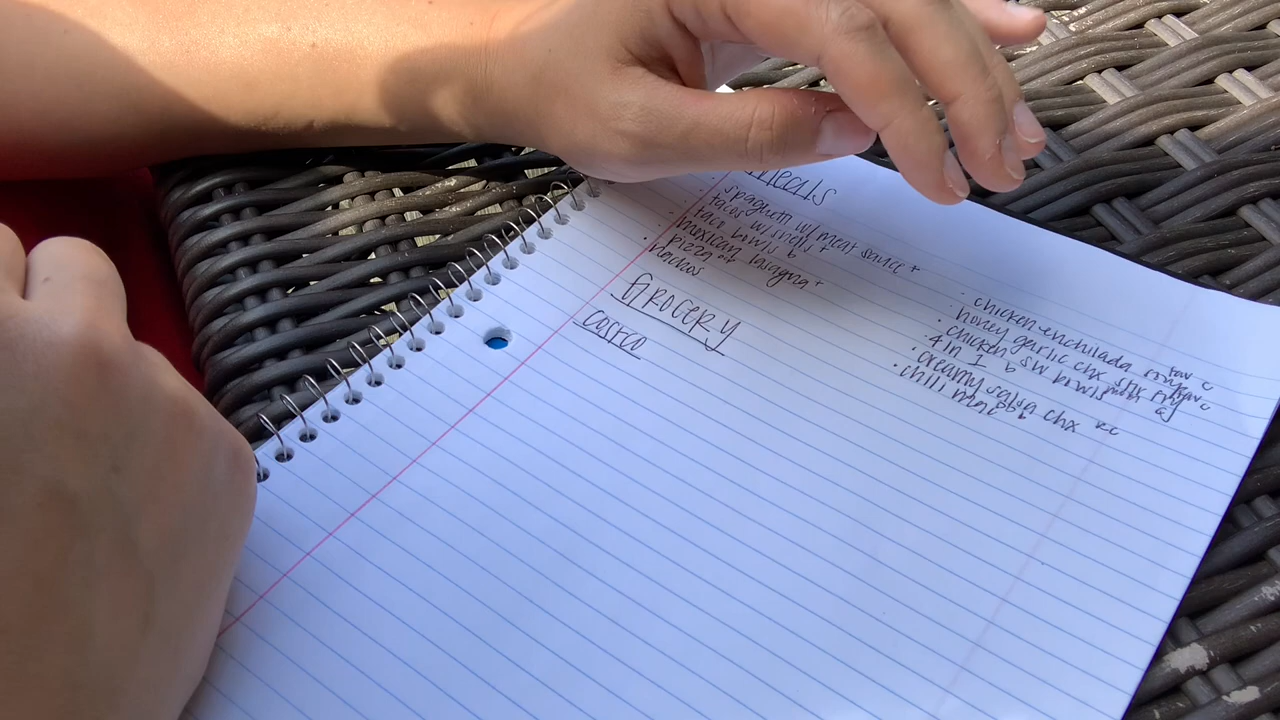 meals
· spaghetti w/ meat sauce +
· tacos w/ shells +
· taco bowls b
· mexican lasagna +
· pizza
· nachos
· chicken enchilada
· honey garlic chx stir fry
· chicken sw bowls
4 in 1 b
· creamy salsa chx
· chili mac
GROCERY
COSTCO